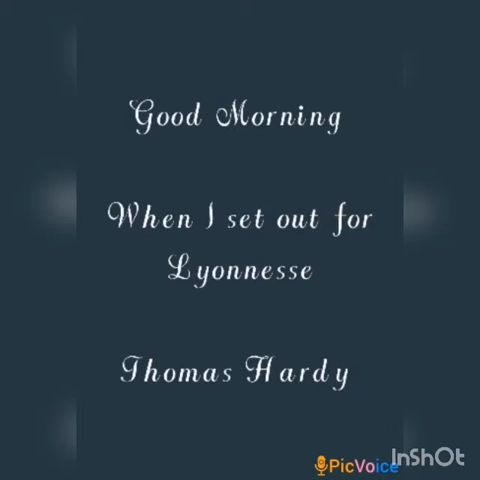 Good Morning
When I set out for
Lyonnesse
Thomas Hardy
PicVoice
InShOt